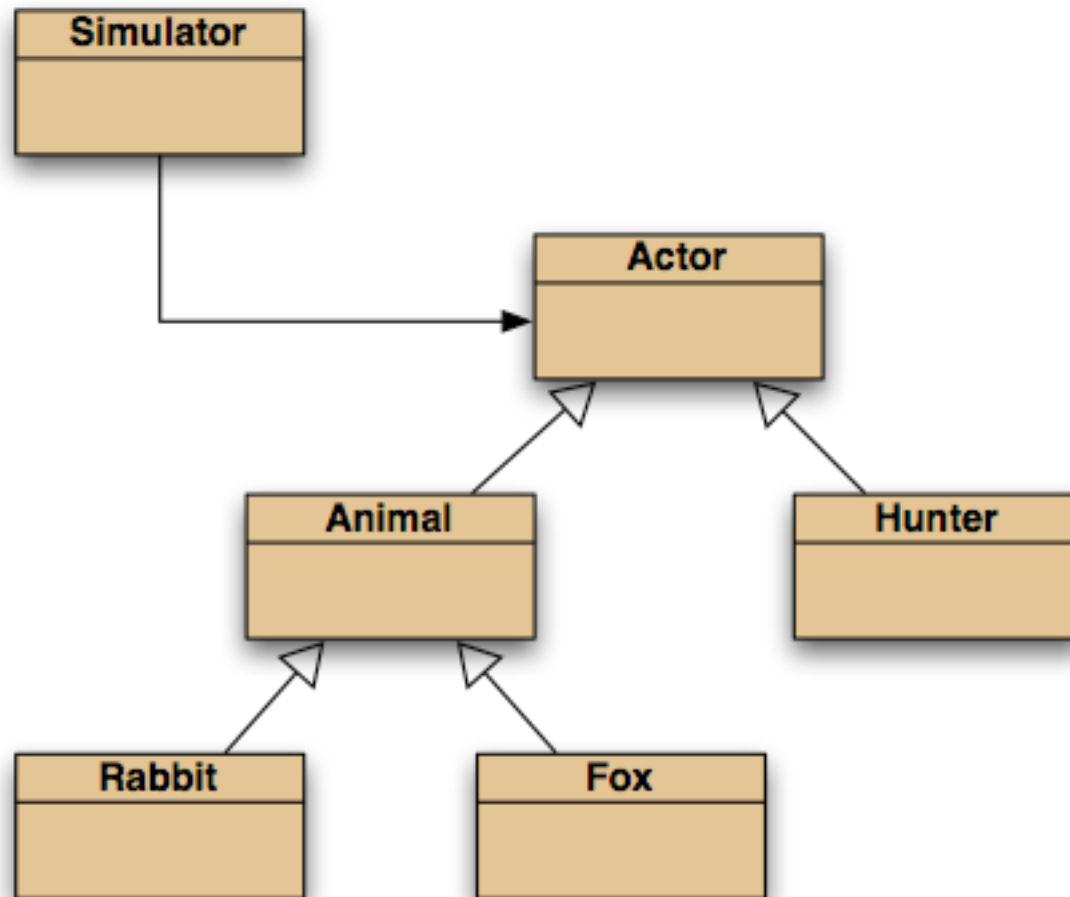 Simulator
Actor
Animal
Hunter
Rabbit
Fox